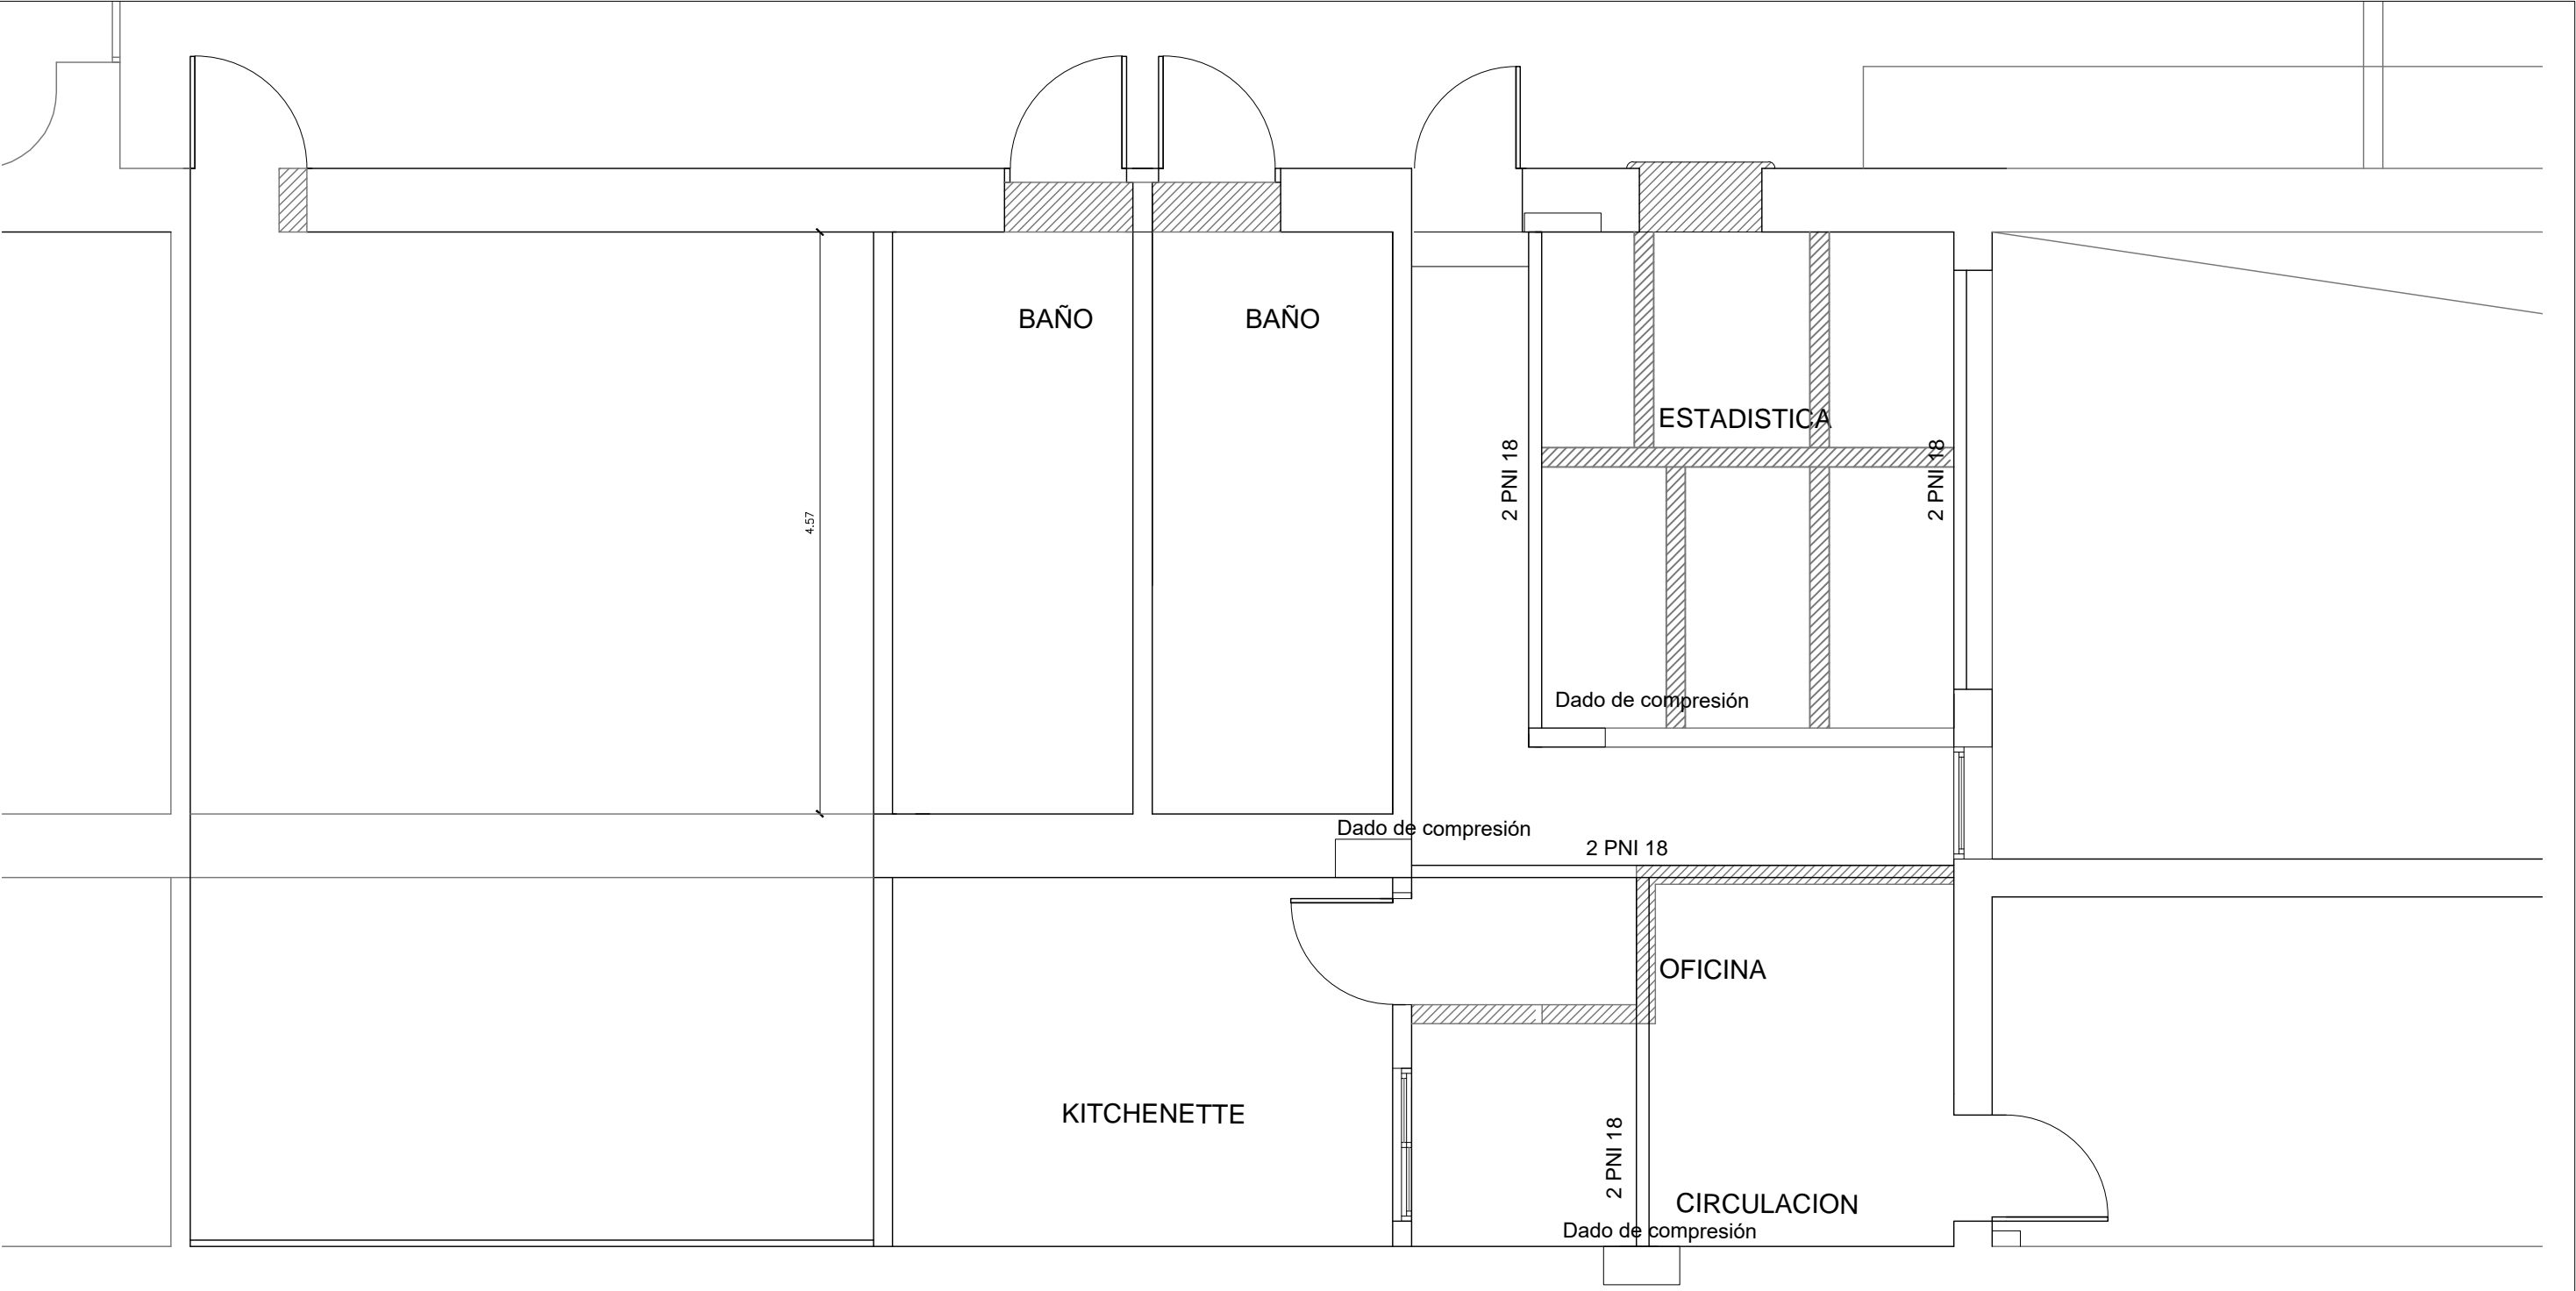 BAÑO
BAÑO
ESTADISTICA
2 PNI 18
2 PNI 18
4.57
Dado de compresión
Dado de compresión
2 PNI 18
OFICINA
KITCHENETTE
2 PNI 18
CIRCULACION
Dado de compresión